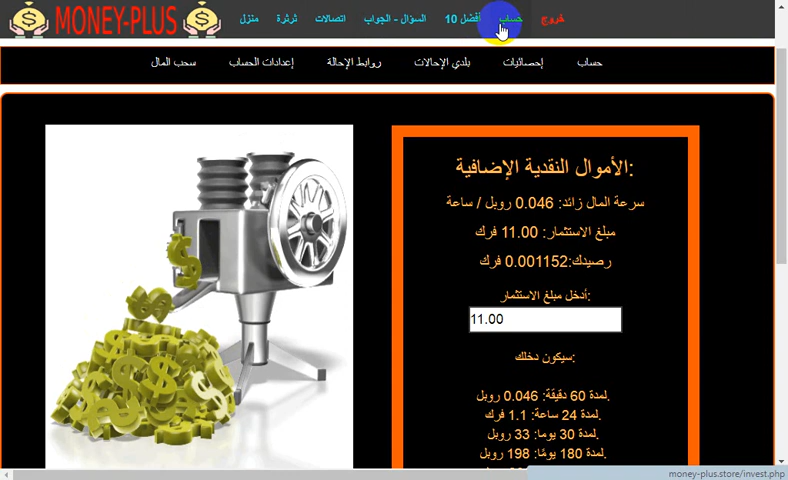 MONEY-PLUS
خروج
حساب
أفضل 10
السؤال - الجواب
اتصالات
ثرثرة
منزل
حساب
إحصائيات
بلدي الإحالات
روابط الإحالة
إعدادات الحساب
سحب المال
الأموال النقدية الإضافية:
سرعة المال زائد: 0.046 روبل / ساعة
مبلغ الاستثمار: 11.00 فرك
رصيدك:0.001152 فرك
أدخل مبلغ الاستثمار:
11.00
سيكون دخلك:
لمدة 60 دقيقة: 0.046 روبل.
لمدة 24 ساعة: 1.1 فرك.
لمدة 30 يوما: 33 روبل.
لمدة 180 يومًا: 198 روبل.
money-plus.store/invest.php